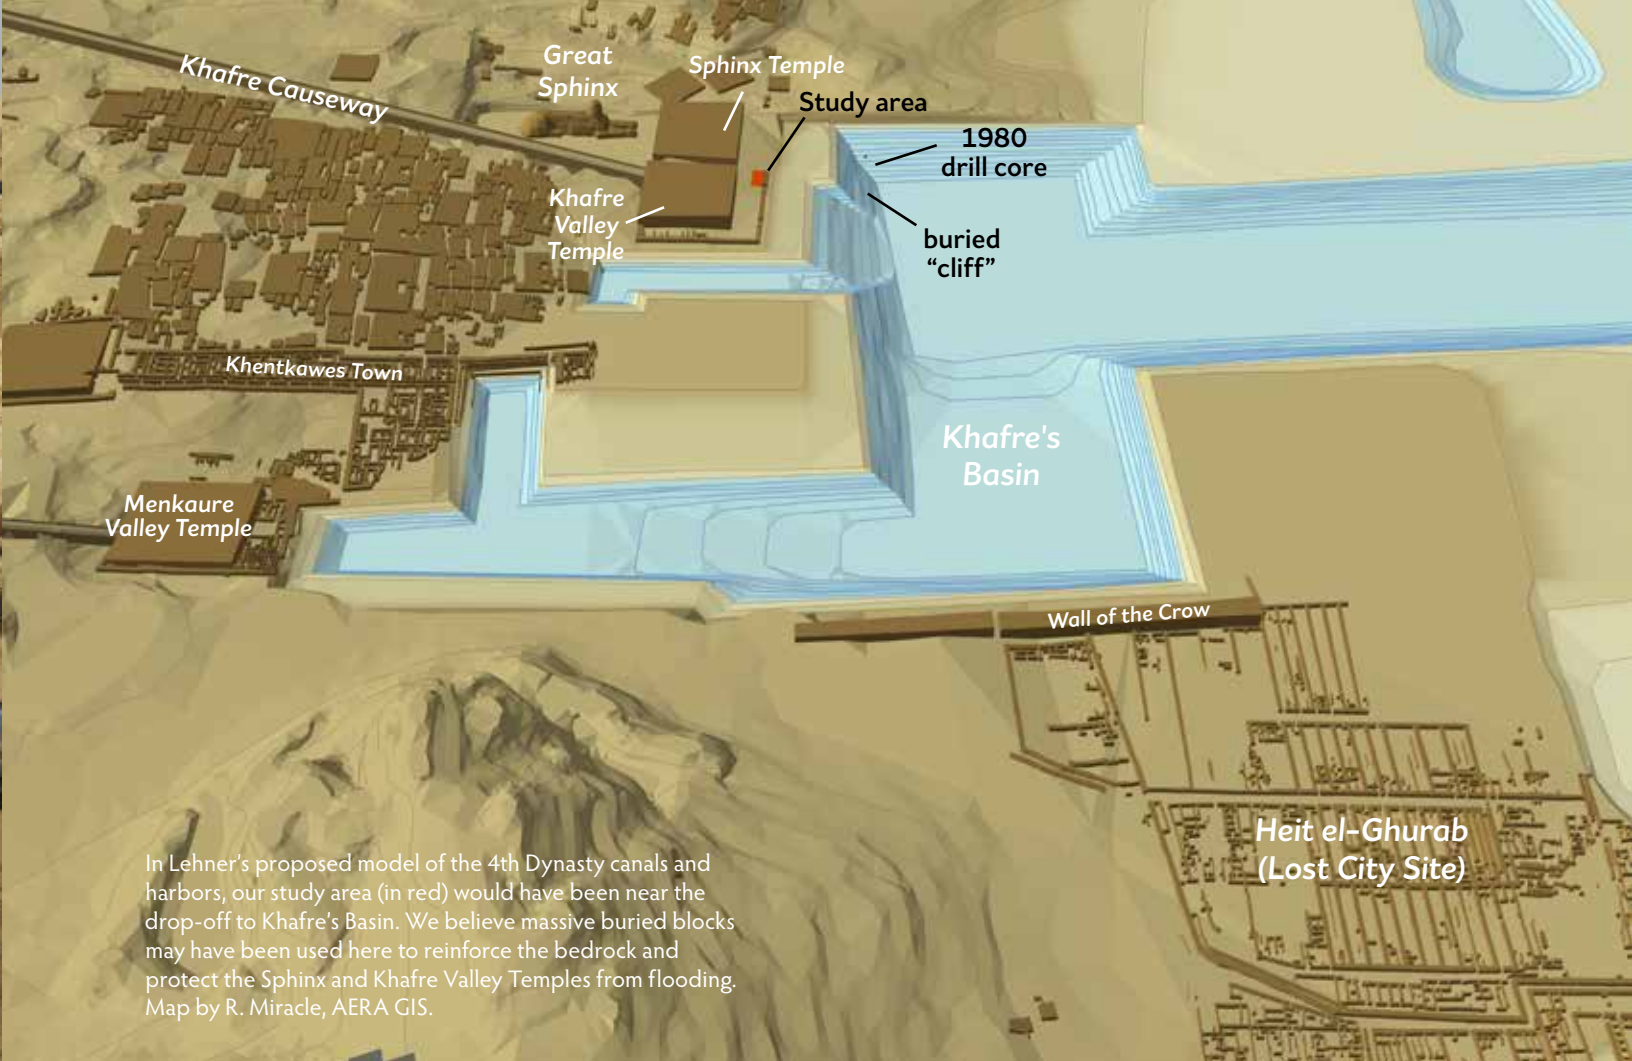 Khafre Causeway
Great
Sphinx
Sphinx Temple
Study area
1980
drill core
Khafre
Valley
Temple
buried
“cliff”
Khentkawes Town
Khafre's
Basin
Menkaure
Valley Temple
Wall of the Crow
Heit el-Ghurab
(Lost City Site)
In Lehner’s proposed model of the 4th Dynasty canals and
harbors, our study area (in red) would have been near the
drop-off to Khafre’s Basin. We believe massive buried blocks
may have been used here to reinforce the bedrock and
protect the Sphinx and Khafre Valley Temples from flooding.
Map by R. Miracle, AERA GIS.